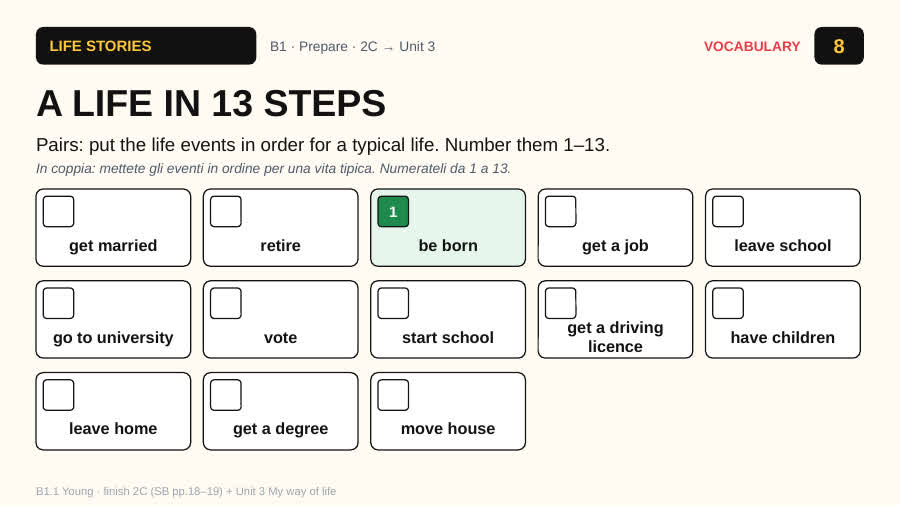 LIFE STORIES
B1 · Prepare · 2C → Unit 3
VOCABULARY
8
A LIFE IN 13 STEPS
Pairs: put the life events in order for a typical life. Number them 1–13.
In coppia: mettete gli eventi in ordine per una vita tipica. Numerateli da 1 a 13.
get married
retire
1
be born
get a job
leave school
go to university
vote
start school
get a driving
licence
have children
leave home
get a degree
move house
B1.1 Young · finish 2C (SB pp.18–19) + Unit 3 My way of life